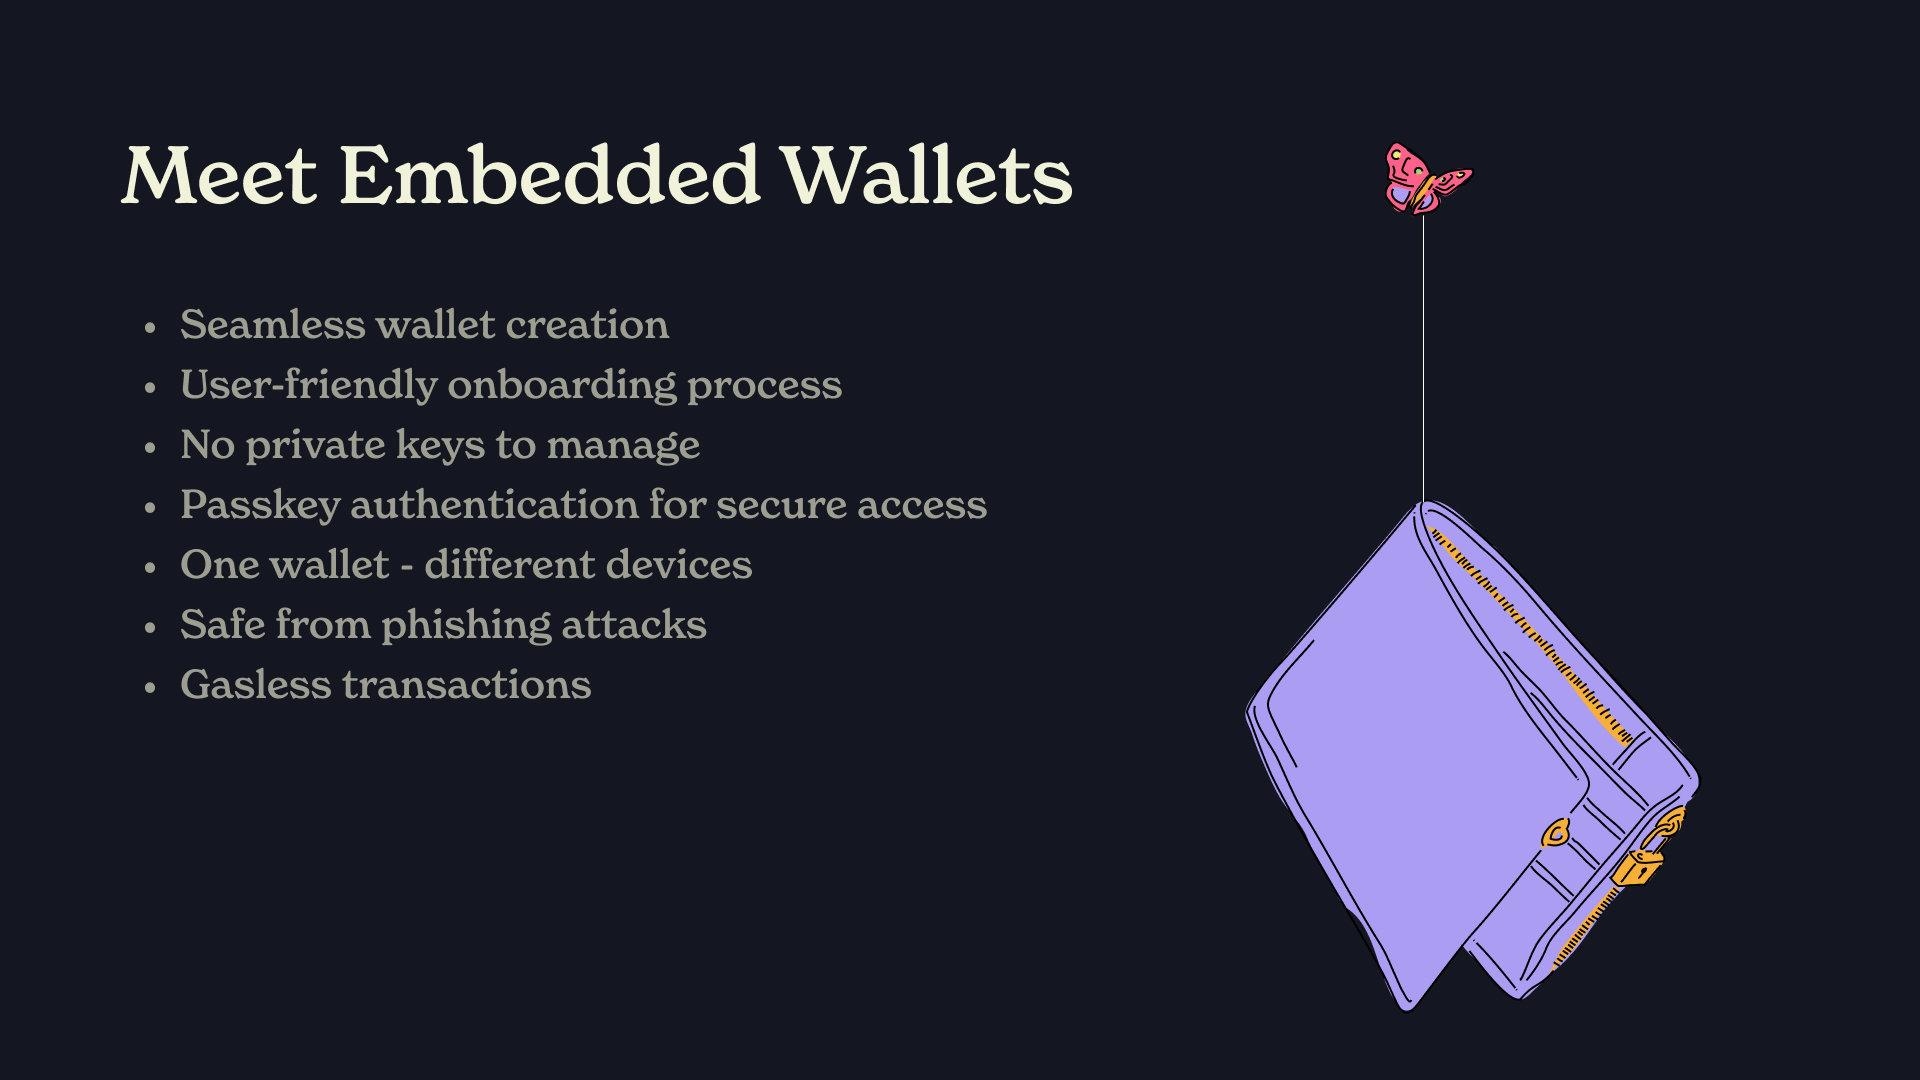 Meet Embedded Wallets
• Seamless wallet creation
• User-friendly onboarding process
• No private keys to manage
• Passkey authentication for secure access
• One wallet - different devices
• Safe from phishing attacks
• Gasless transactions